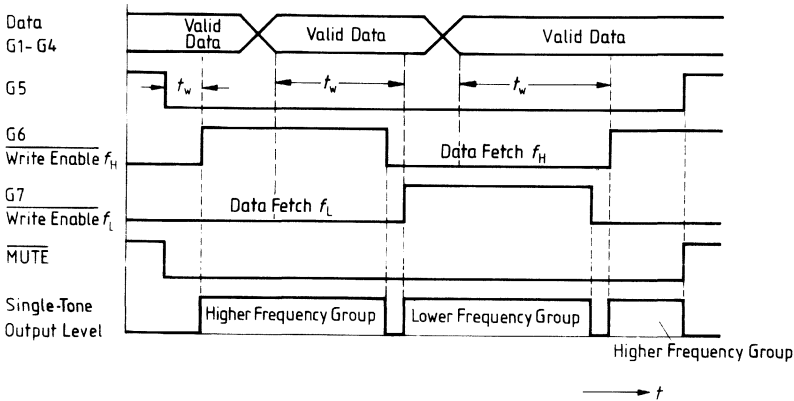 Data
G1-G4
Valid
Data
Valid Data
Valid Data
G5
tw
tw
tw
G6
Write Enable fH
Data Fetch fH
G7
Write Enable fL
Data Fetch fL
MUTE
Single-Tone
Output Level
Higher Frequency Group
Lower Frequency Group
Higher Frequency Group
t